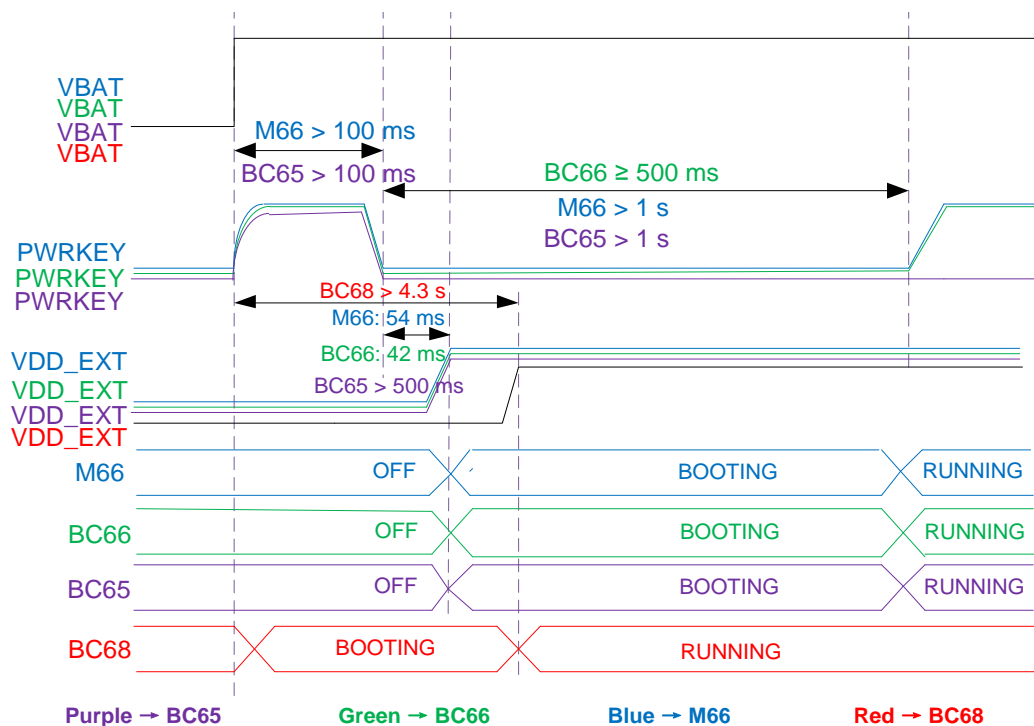 VBAT
VBAT
VBAT
VBAT
M66 > 100 ms
BC65 > 100 ms
BC66 ≥ 500 ms
M66 > 1 s
BC65 > 1 s
PWRKEY
PWRKEY
PWRKEY
BC68 > 4.3 s
M66: 54 ms
BC66: 42 ms
BC65 > 500 ms
VDD_EXT
VDD_EXT
VDD_EXT
VDD_EXT
M66 OFF BOOTING RUNNING
BC66 OFF BOOTING RUNNING
BC65 OFF BOOTING RUNNING
BC68 BOOTING RUNNING
Purple → BC65 Green → BC66 Blue → M66 Red → BC68